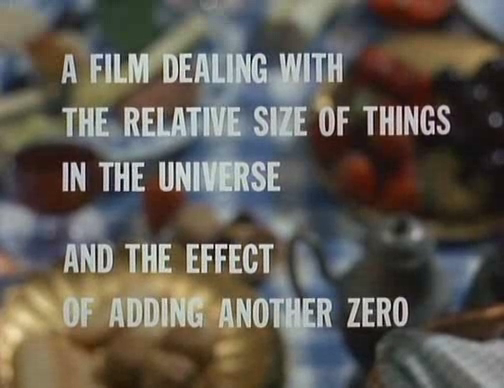 A FILM DEALING WITH
THE RELATIVE SIZE OF THINGS
IN THE UNIVERSE
AND THE EFFECT
OF ADDING ANOTHER ZERO